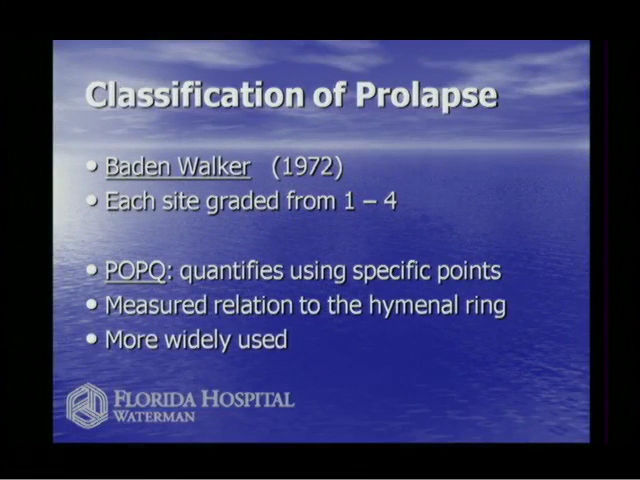 Classification of Prolapse
• Baden Walker (1972)
• Each site graded from 1 – 4
• POPQ: quantifies using specific points
• Measured relation to the hymenal ring
• More widely used
FLORIDA HOSPITAL
WATERMAN